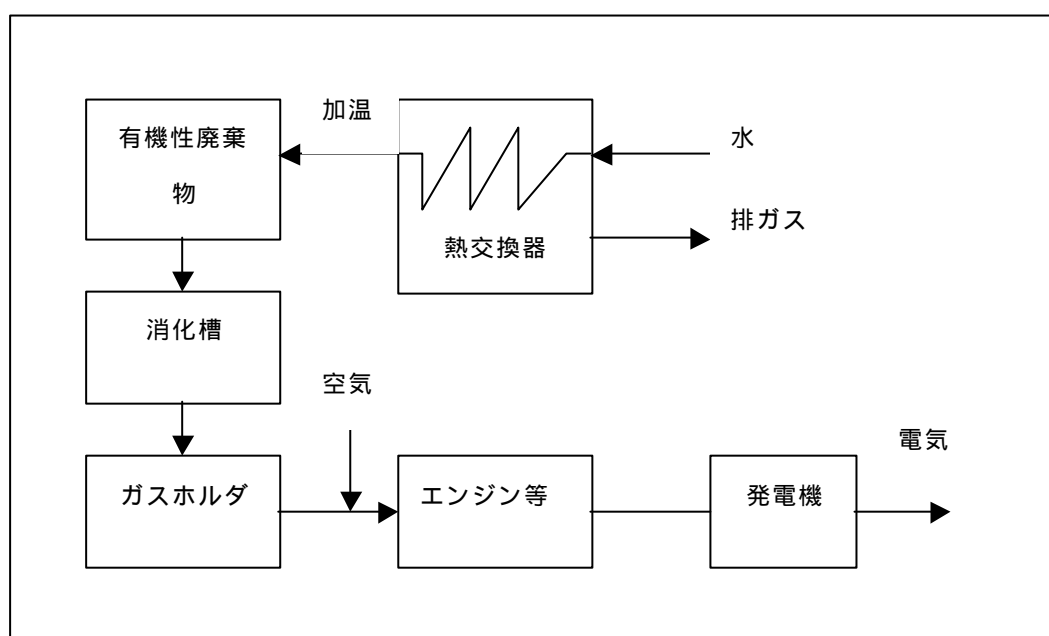 加温
有機性廃棄
物
水
排ガス
熱交換器
消化槽
空気
電気
ガスホルダ
エンジン等
発電機